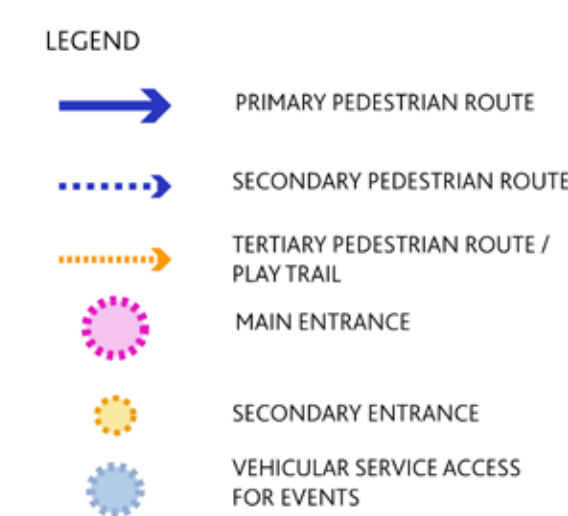 LEGEND
PRIMARY PEDESTRIAN ROUTE
SECONDARY PEDESTRIAN ROUTE
TERTIARY PEDESTRIAN ROUTE /
PLAY TRAIL
MAIN ENTRANCE
SECONDARY ENTRANCE
VEHICULAR SERVICE ACCESS
FOR EVENTS